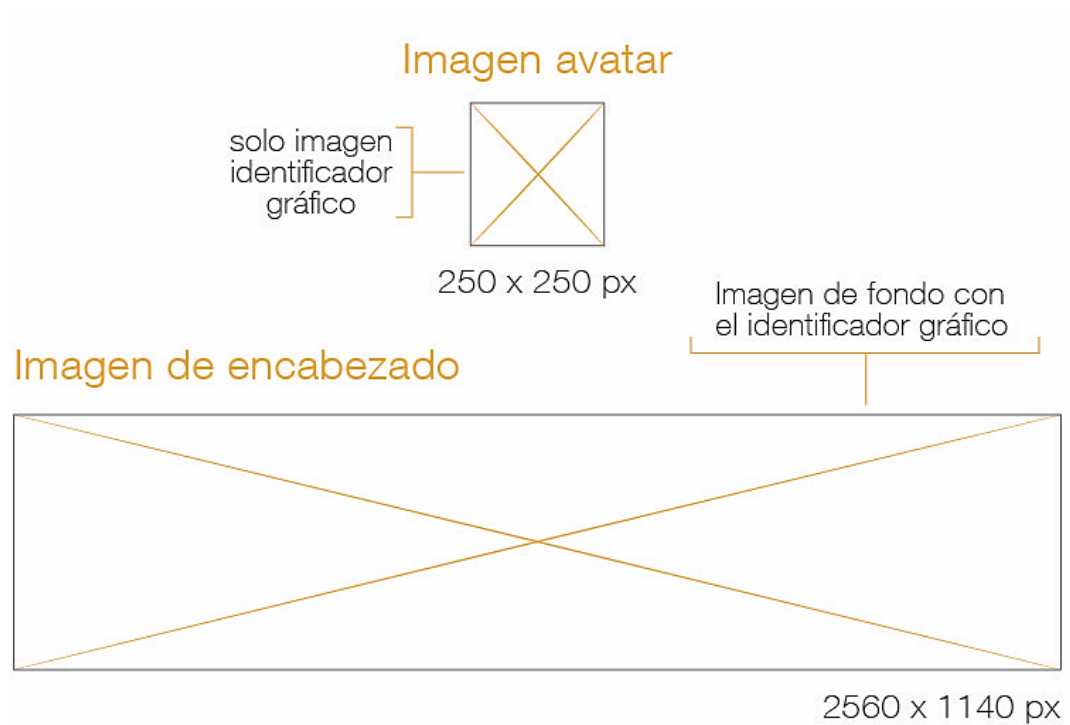 Imagen avatar
solo imagen
identificador
gráfico
250 x 250 px
Imagen de fondo con
el identificador gráfico
Imagen de encabezado
2560 x 1140 px